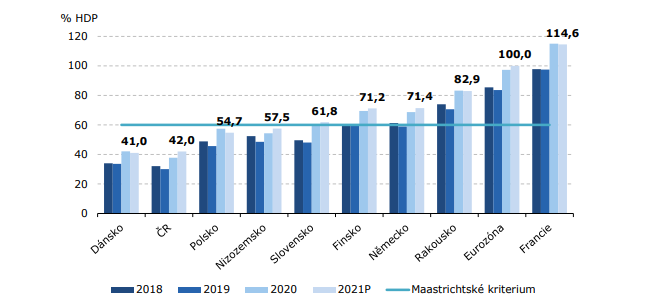 % HDP
120
100
80
60
40
20
0
41,0
42,0
54,7
57,5
61,8
71,2
71,4
82,9
100,0
114,6
Dánsko
ČR
Polsko
Nizozemsko
Slovensko
Finsko
Německo
Rakousko
Eurozóna
Francie
2018 2019 2020 2021P Maastrichtské kriterium